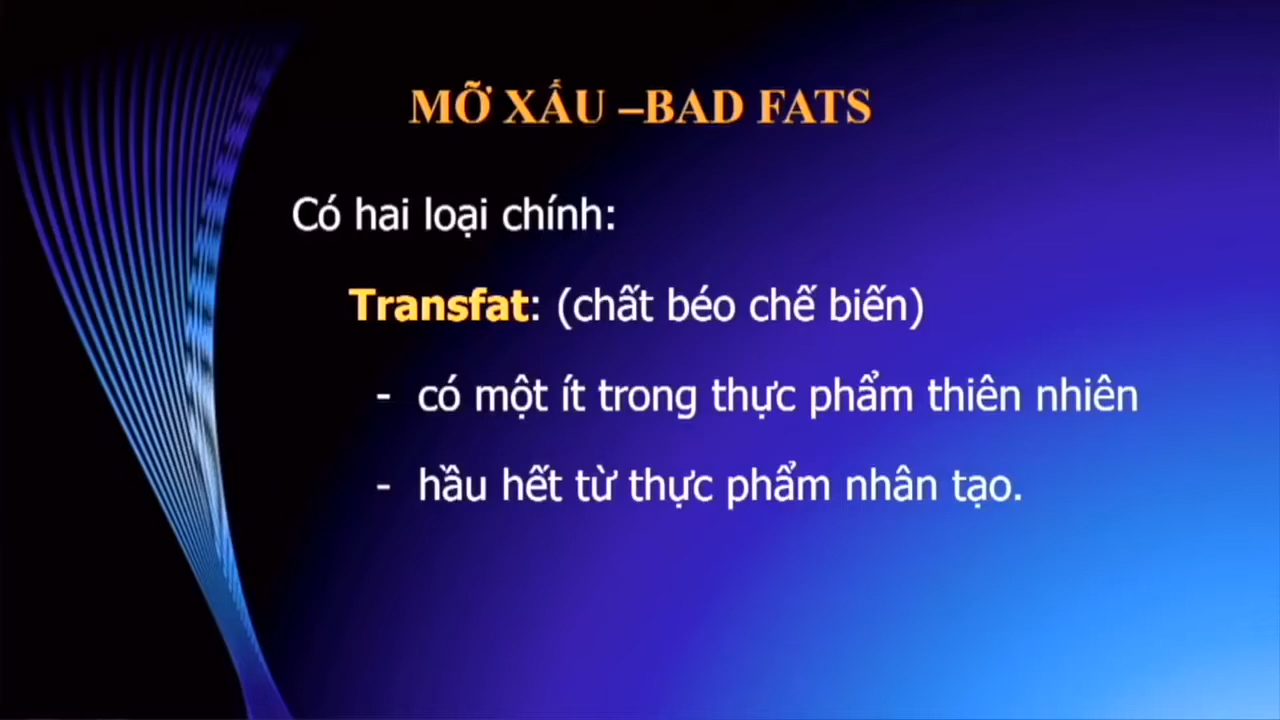 MỠ XẤU –BAD FATS
Có hai loại chính:
Transfat: (chất béo chế biến)
- có một ít trong thực phẩm thiên nhiên
- hầu hết từ thực phẩm nhân tạo.